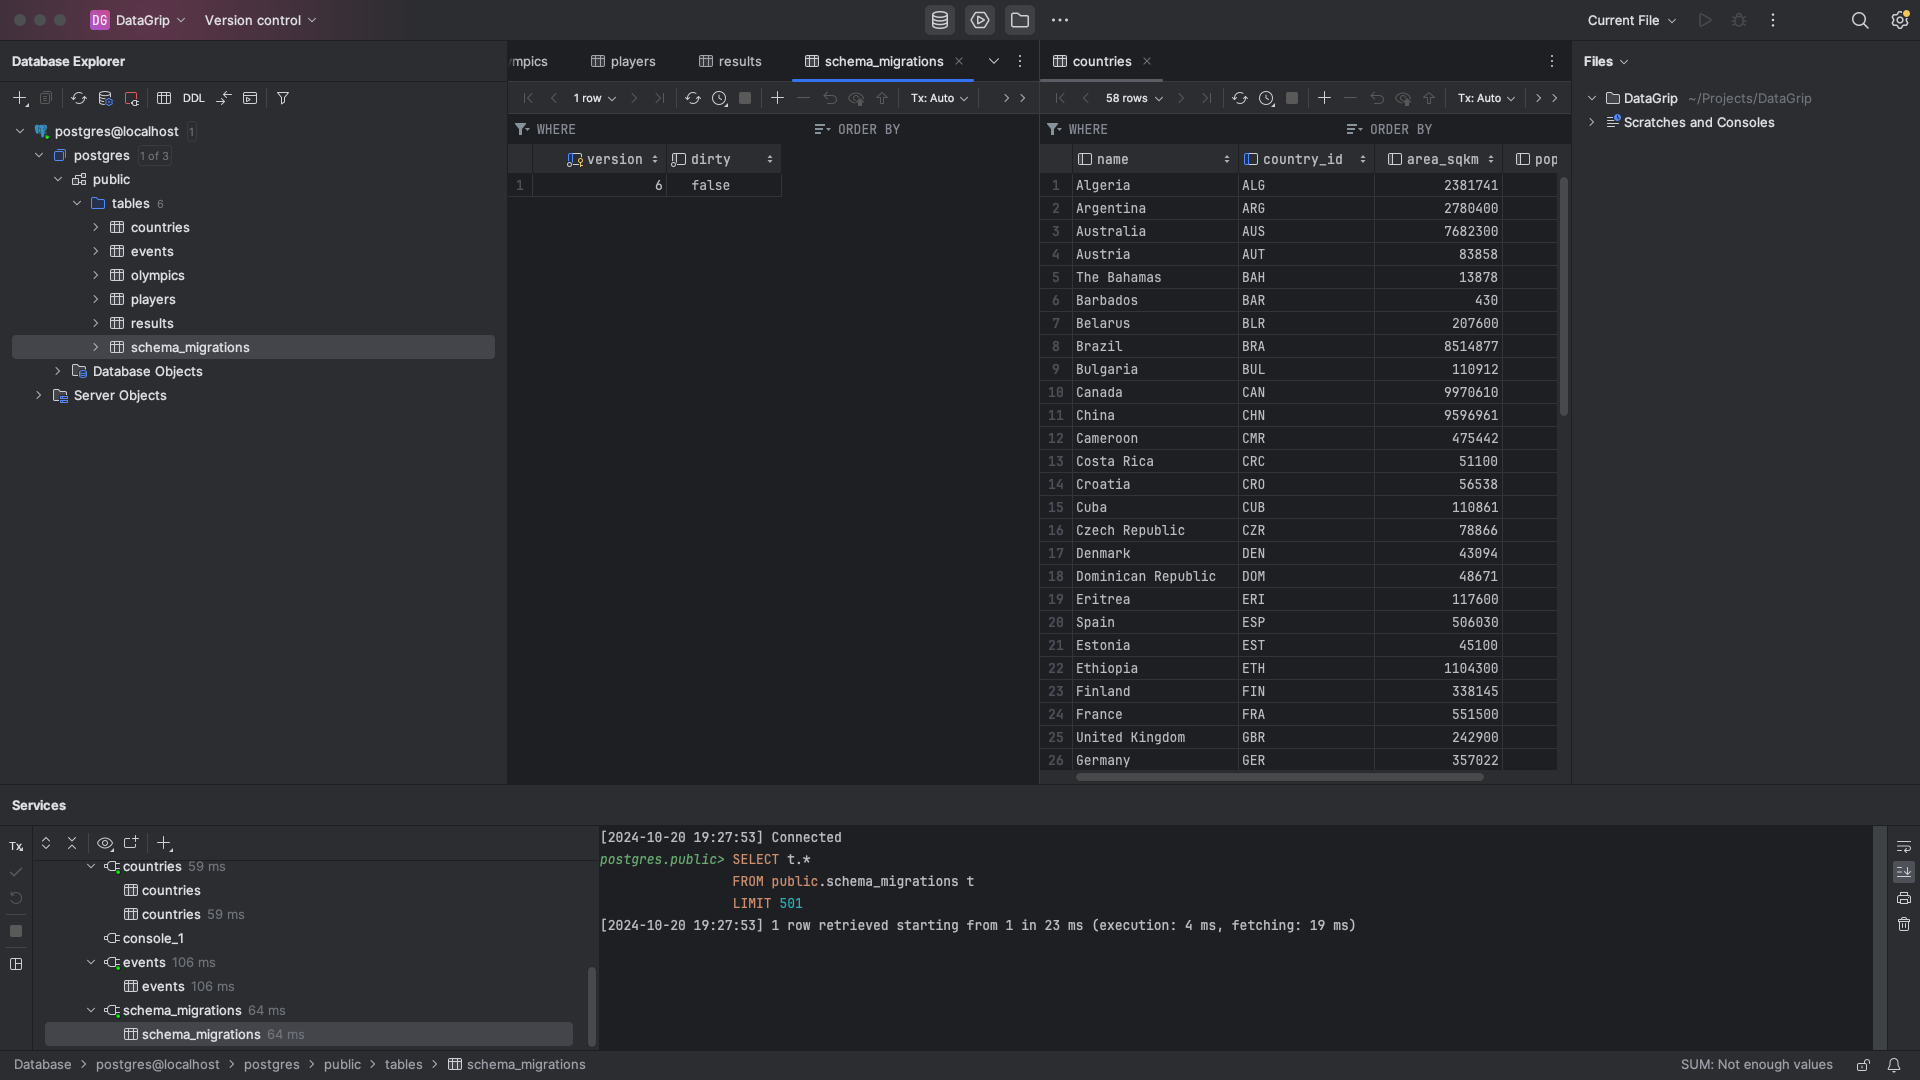 DG DataGrip Version control Current File
Database Explorer
mpics players results schema_migrations
countries
Files
DDL
1 row Tx: Auto
58 rows Tx: Auto
DataGrip ~/Projects/DataGrip
Scratches and Consoles
postgres@localhost 1
postgres 1 of 3
public
tables 6
countries
events
olympics
players
results
schema_migrations
Database Objects
Server Objects
WHERE ORDER BY
version dirty
1 6 false
WHERE ORDER BY
name country_id area_sqkm pop
1 Algeria ALG 2381741
2 Argentina ARG 2780400
3 Australia AUS 7682300
4 Austria AUT 83858
5 The Bahamas BAH 13878
6 Barbados BAR 430
7 Belarus BLR 207600
8 Brazil BRA 8514877
9 Bulgaria BUL 110912
10 Canada CAN 9970610
11 China CHN 9596961
12 Cameroon CMR 475442
13 Costa Rica CRC 51100
14 Croatia CRO 56538
15 Cuba CUB 110861
16 Czech Republic CZR 78866
17 Denmark DEN 43094
18 Dominican Republic DOM 48671
19 Eritrea ERI 117600
20 Spain ESP 506030
21 Estonia EST 45100
22 Ethiopia ETH 1104300
23 Finland FIN 338145
24 France FRA 551500
25 United Kingdom GBR 242900
26 Germany GER 357022
Services
Tx
countries 59 ms
countries
countries 59 ms
console_1
events 106 ms
events 106 ms
schema_migrations 64 ms
schema_migrations 64 ms
[2024-10-20 19:27:53] Connected
postgres.public> SELECT t.*
FROM public.schema_migrations t
LIMIT 501
[2024-10-20 19:27:53] 1 row retrieved starting from 1 in 23 ms (execution: 4 ms, fetching: 19 ms)
Database > postgres@localhost > postgres > public > tables > schema_migrations
SUM: Not enough values